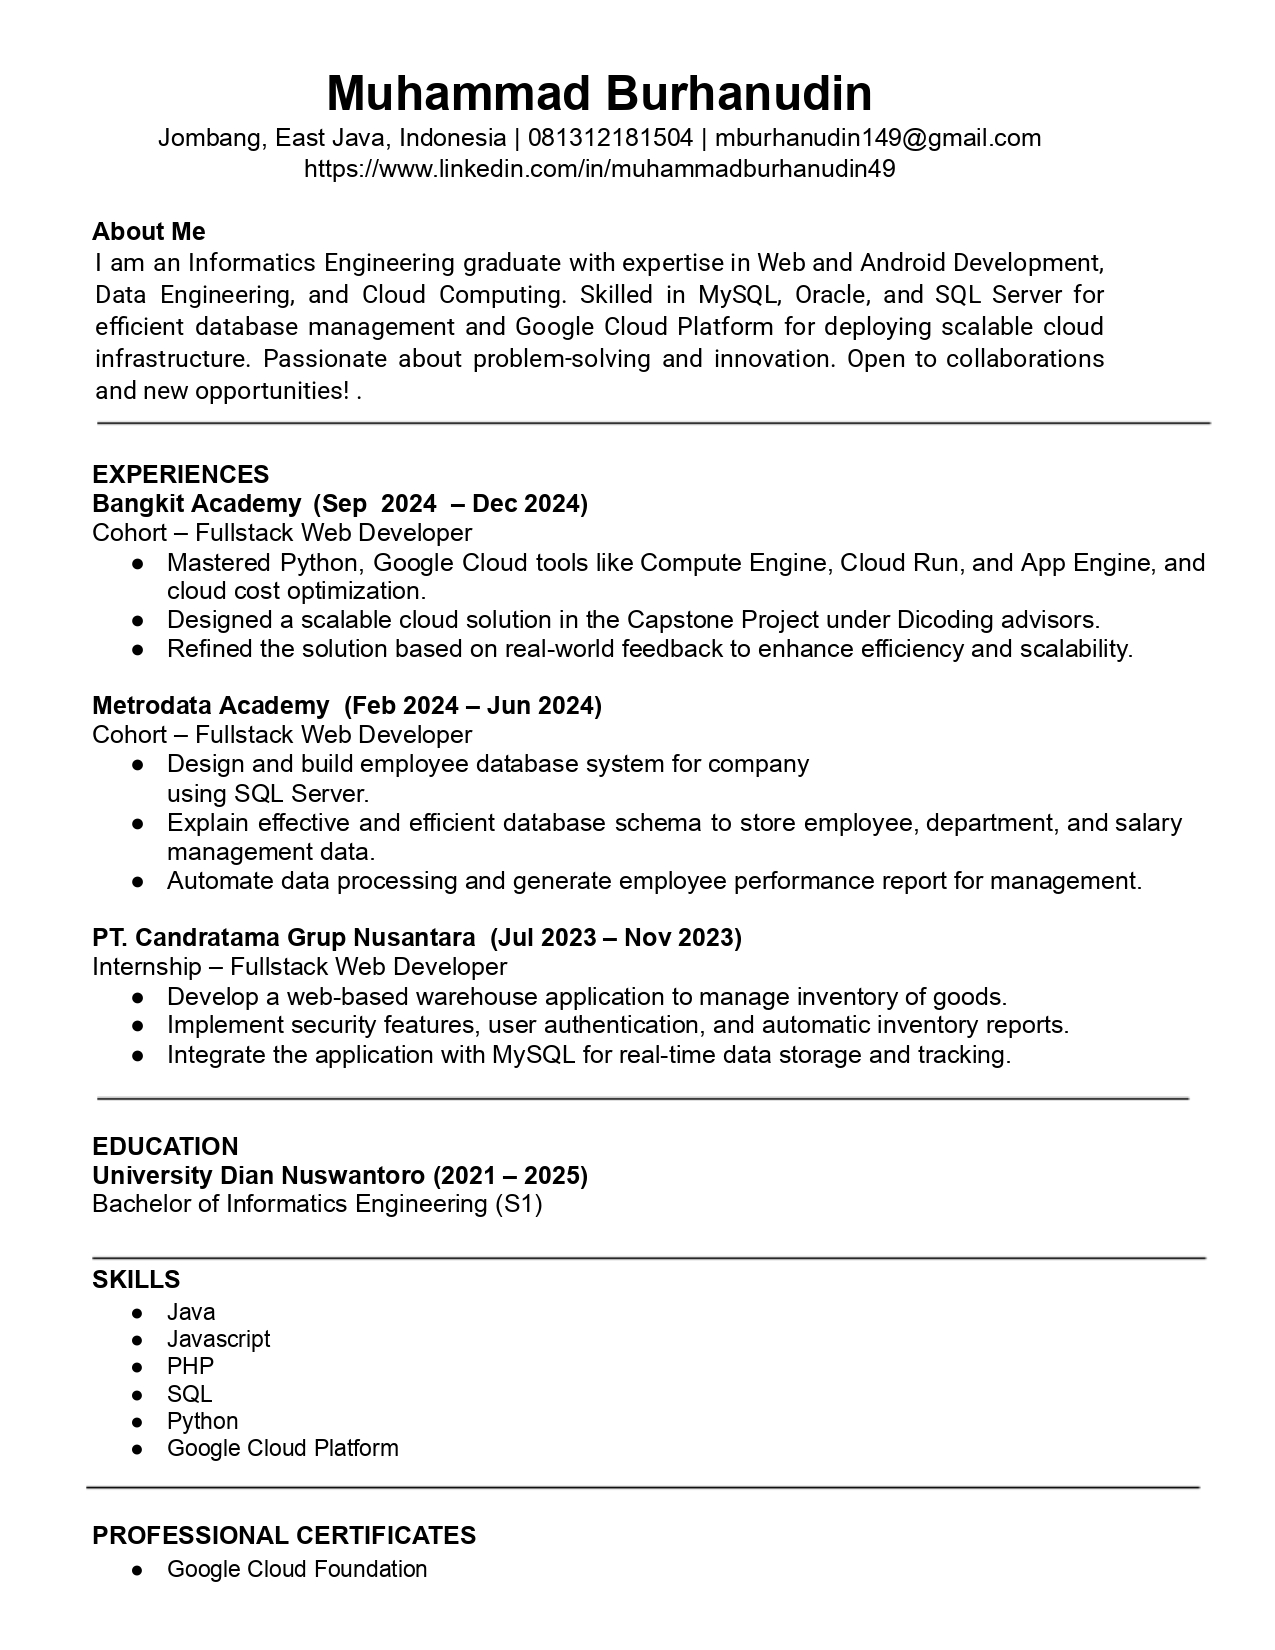 Muhammad Burhanudin
Jombang, East Java, Indonesia | 081312181504 | mburhanudin149@gmail.com
https://www.linkedin.com/in/muhammadburhanudin49
About Me
I am an Informatics Engineering graduate with expertise in Web and Android Development,
Data Engineering, and Cloud Computing. Skilled in MySQL, Oracle, and SQL Server for
efficient database management and Google Cloud Platform for deploying scalable cloud
infrastructure. Passionate about problem-solving and innovation. Open to collaborations
and new opportunities! .
EXPERIENCES
Bangkit Academy (Sep 2024 – Dec 2024)
Cohort – Fullstack Web Developer
● Mastered Python, Google Cloud tools like Compute Engine, Cloud Run, and App Engine, and
cloud cost optimization.
● Designed a scalable cloud solution in the Capstone Project under Dicoding advisors.
● Refined the solution based on real-world feedback to enhance efficiency and scalability.
Metrodata Academy (Feb 2024 – Jun 2024)
Cohort – Fullstack Web Developer
● Design and build employee database system for company
using SQL Server.
● Explain effective and efficient database schema to store employee, department, and salary
management data.
● Automate data processing and generate employee performance report for management.
PT. Candratama Grup Nusantara (Jul 2023 – Nov 2023)
Internship – Fullstack Web Developer
● Develop a web-based warehouse application to manage inventory of goods.
● Implement security features, user authentication, and automatic inventory reports.
● Integrate the application with MySQL for real-time data storage and tracking.
EDUCATION
University Dian Nuswantoro (2021 – 2025)
Bachelor of Informatics Engineering (S1)
SKILLS
● Java
● Javascript
● PHP
● SQL
● Python
● Google Cloud Platform
PROFESSIONAL CERTIFICATES
● Google Cloud Foundation